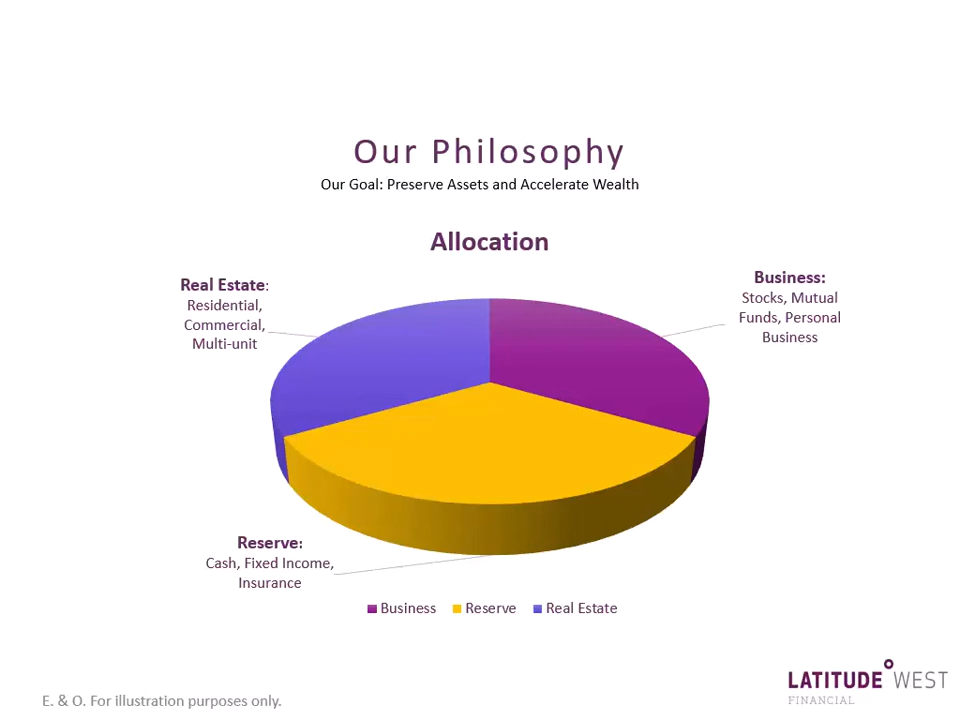 Our Philosophy
Our Goal: Preserve Assets and Accelerate Wealth
Allocation
Real Estate:
Residential,
Commercial,
Multi-unit
Business:
Stocks, Mutual
Funds, Personal
Business
Reserve:
Cash, Fixed Income,
Insurance
Business Reserve Real Estate
E. & O. For illustration purposes only.
LATITUDE° WEST
FINANCIAL